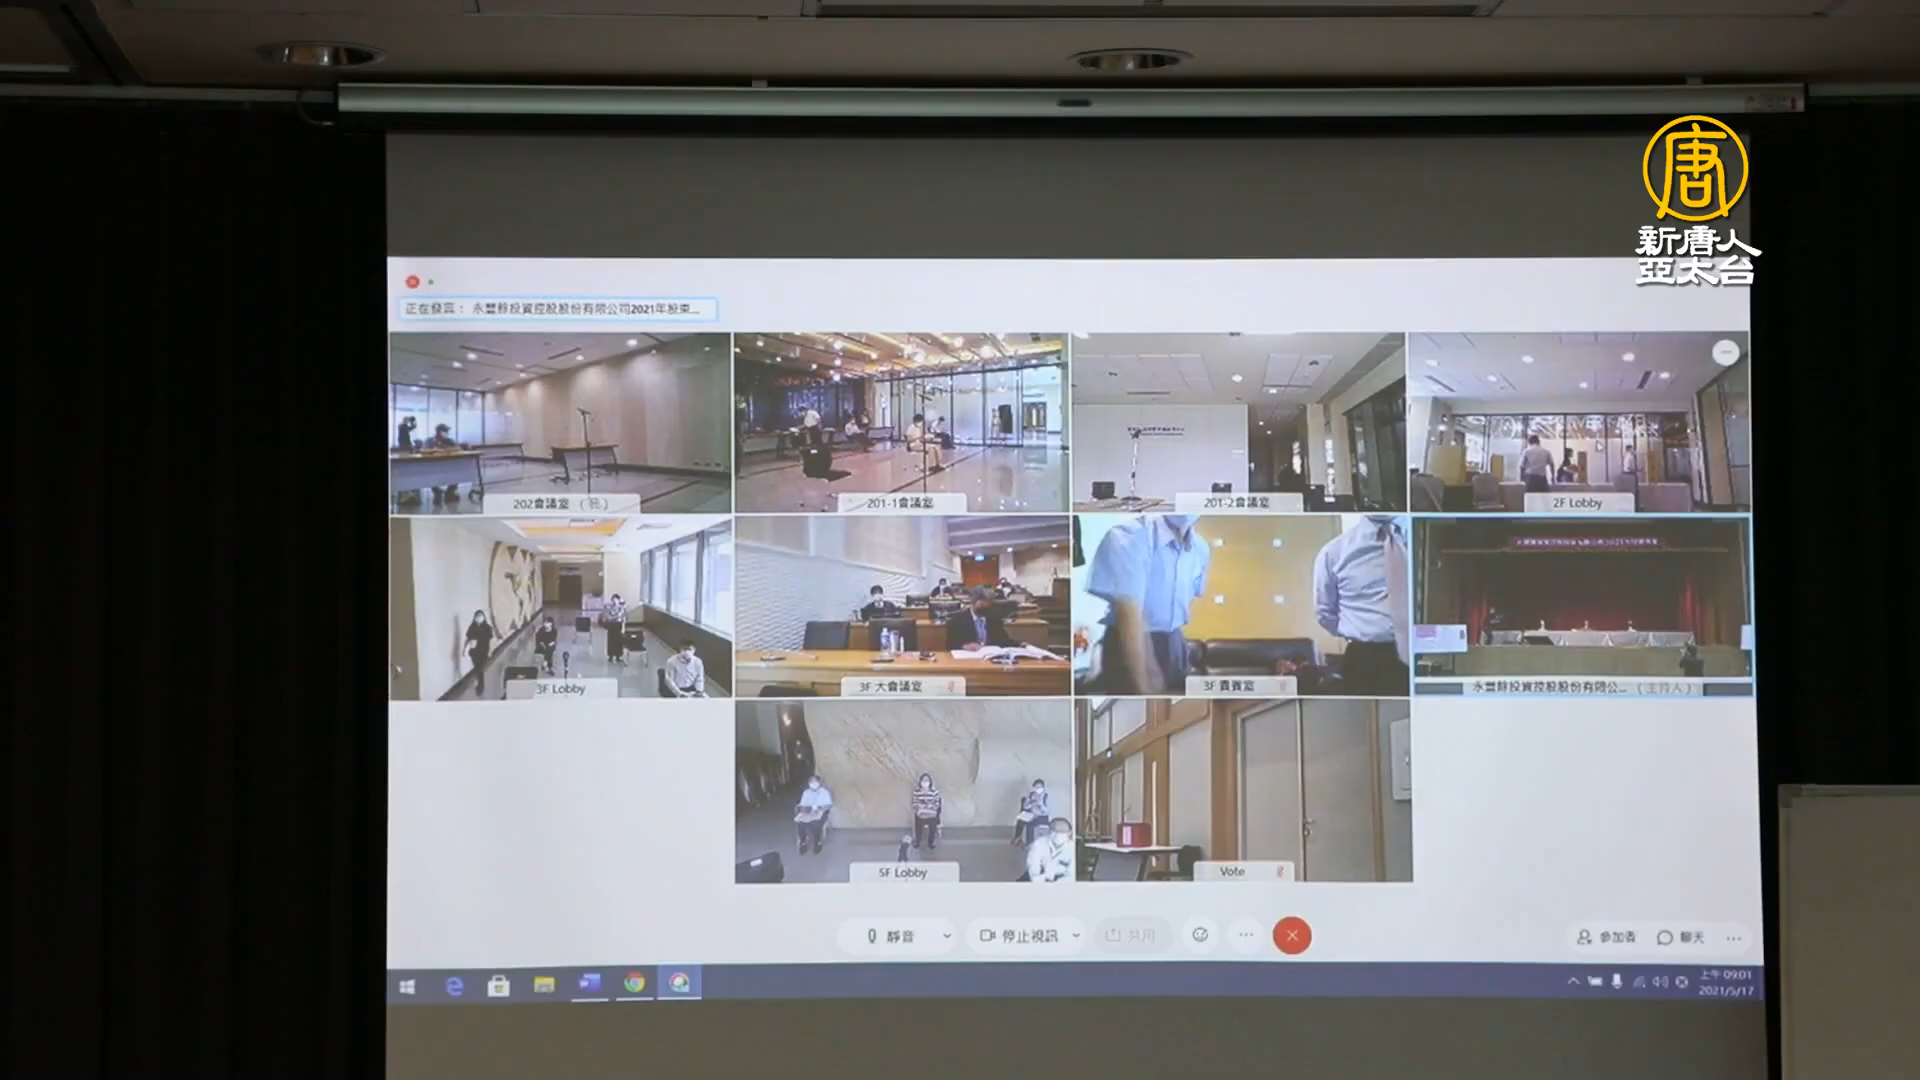 唐
新唐人
亞太台
正在發言： 永豐餘投資控股股份有限公司2021年股東...
202會議室 （我）
201-1會議室
201-2會議室
2F Lobby
3F Lobby
3F 大會議室
3F 貴賓室
永豐餘投資控股股份有限公... （主持人）
5F Lobby
Vote
靜音
停止視訊
共用
參加者
聊天
上午 09:01
2021/5/17